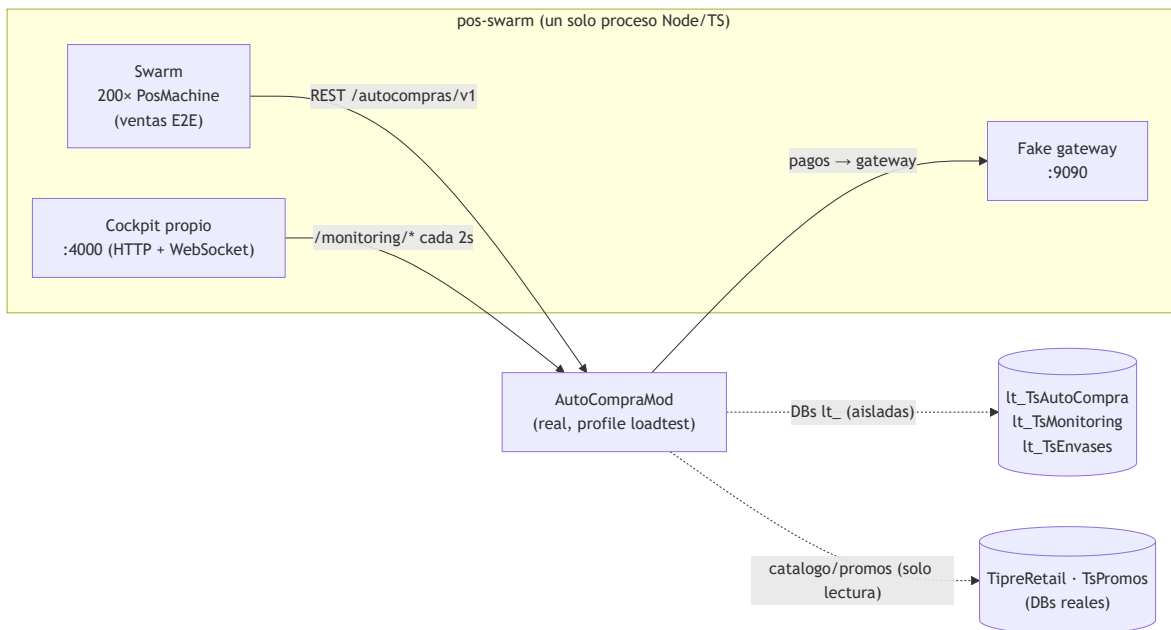 pos-swarm (un solo proceso Node/TS)
Swarm
200× PosMachine
(ventas E2E)
REST /autocompras/v1
Fake gateway
:9090
pagos → gateway
Cockpit propio
:4000 (HTTP + WebSocket)
/monitoring/* cada 2s
AutoCompraMod
(real, profile loadtest)
DBs lt_ (aisladas)
lt_TsAutoCompra
lt_TsMonitoring
lt_TsEnvases
catalogo/promos (solo
lectura)
TipreRetail · TsPromos
(DBs reales)